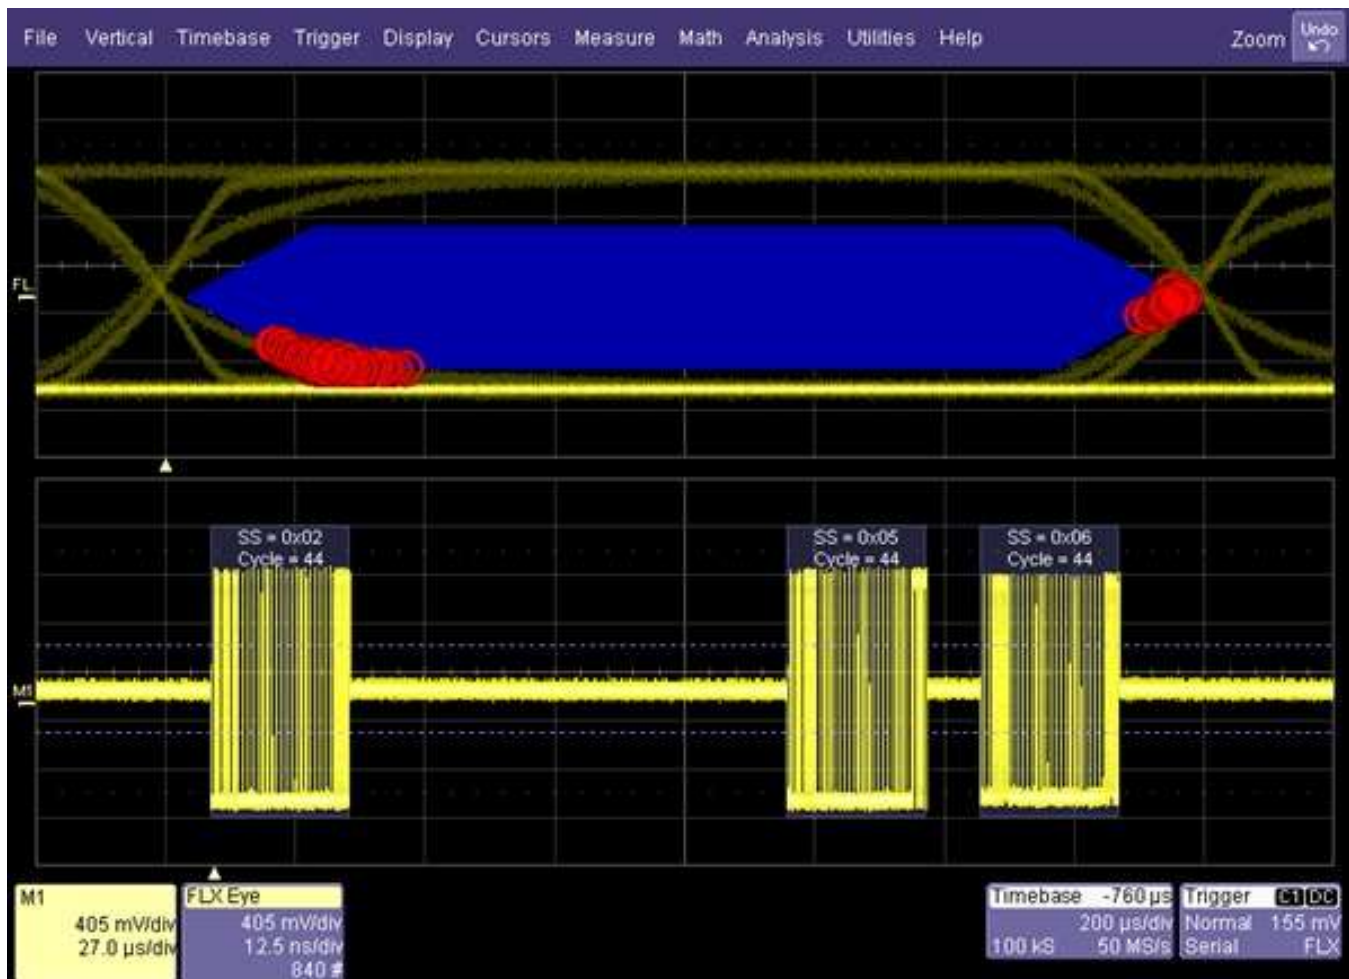 File Vertical Timebase Trigger Display Cursors Measure Math Analysis Utilities Help Zoom Undo
FL
SS = 0x02 SS = 0x05 SS = 0x06
Cycle = 44 Cycle = 44 Cycle = 44
M1
M1 FLX Eye Timebase -760 µs Trigger C1 DC
405 mV/div 405 mV/div 200 µs/div Normal 155 mV
27.0 µs/div 12.5 ns/div 100 kS 50 MS/s Serial FLX
840 #